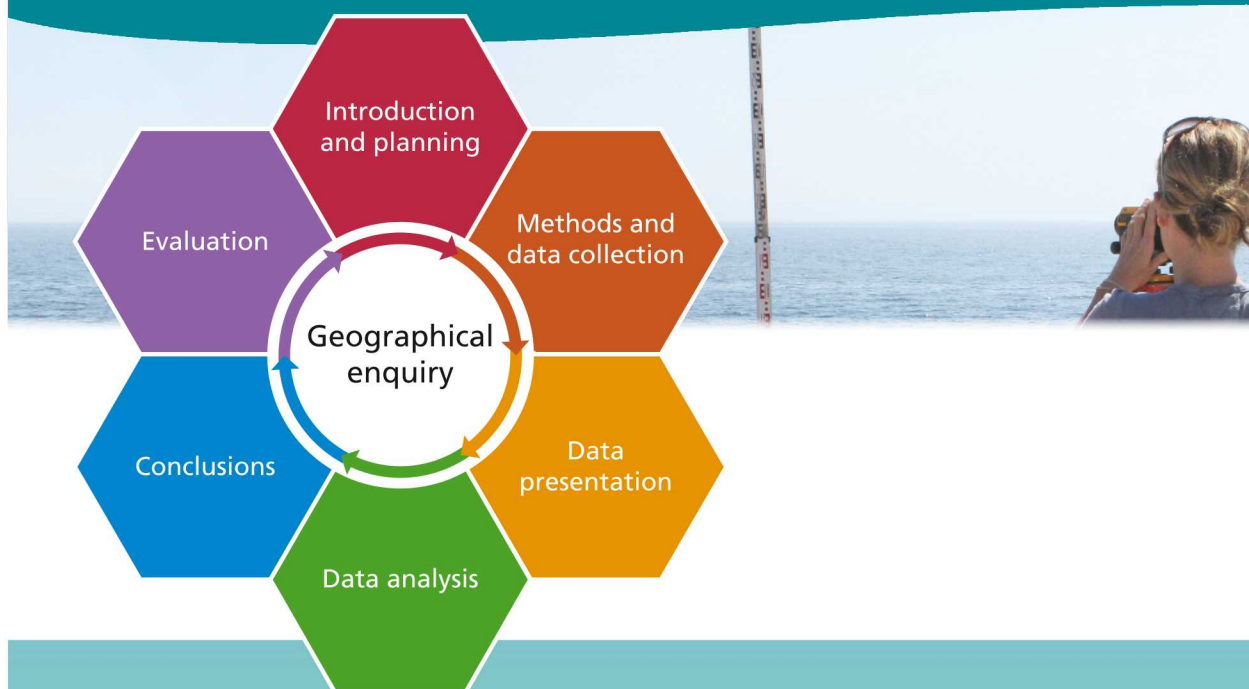 Introduction
and planning
Methods and
data collection
Data
presentation
Data analysis
Conclusions
Evaluation
Geographical
enquiry